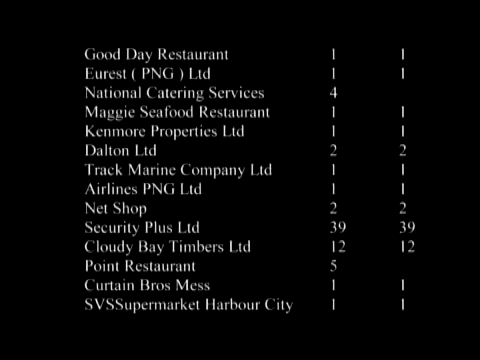 Good Day Restaurant 1 1
Eurest ( PNG ) Ltd 1 1
National Catering Services 4
Maggie Seafood Restaurant 1 1
Kenmore Properties Ltd 1 1
Dalton Ltd 2 2
Track Marine Company Ltd 1 1
Airlines PNG Ltd 1 1
Net Shop 2 2
Security Plus Ltd 39 39
Cloudy Bay Timbers Ltd 12 12
Point Restaurant 5
Curtain Bros Mess 1 1
SVSSupermarket Harbour City 1 1